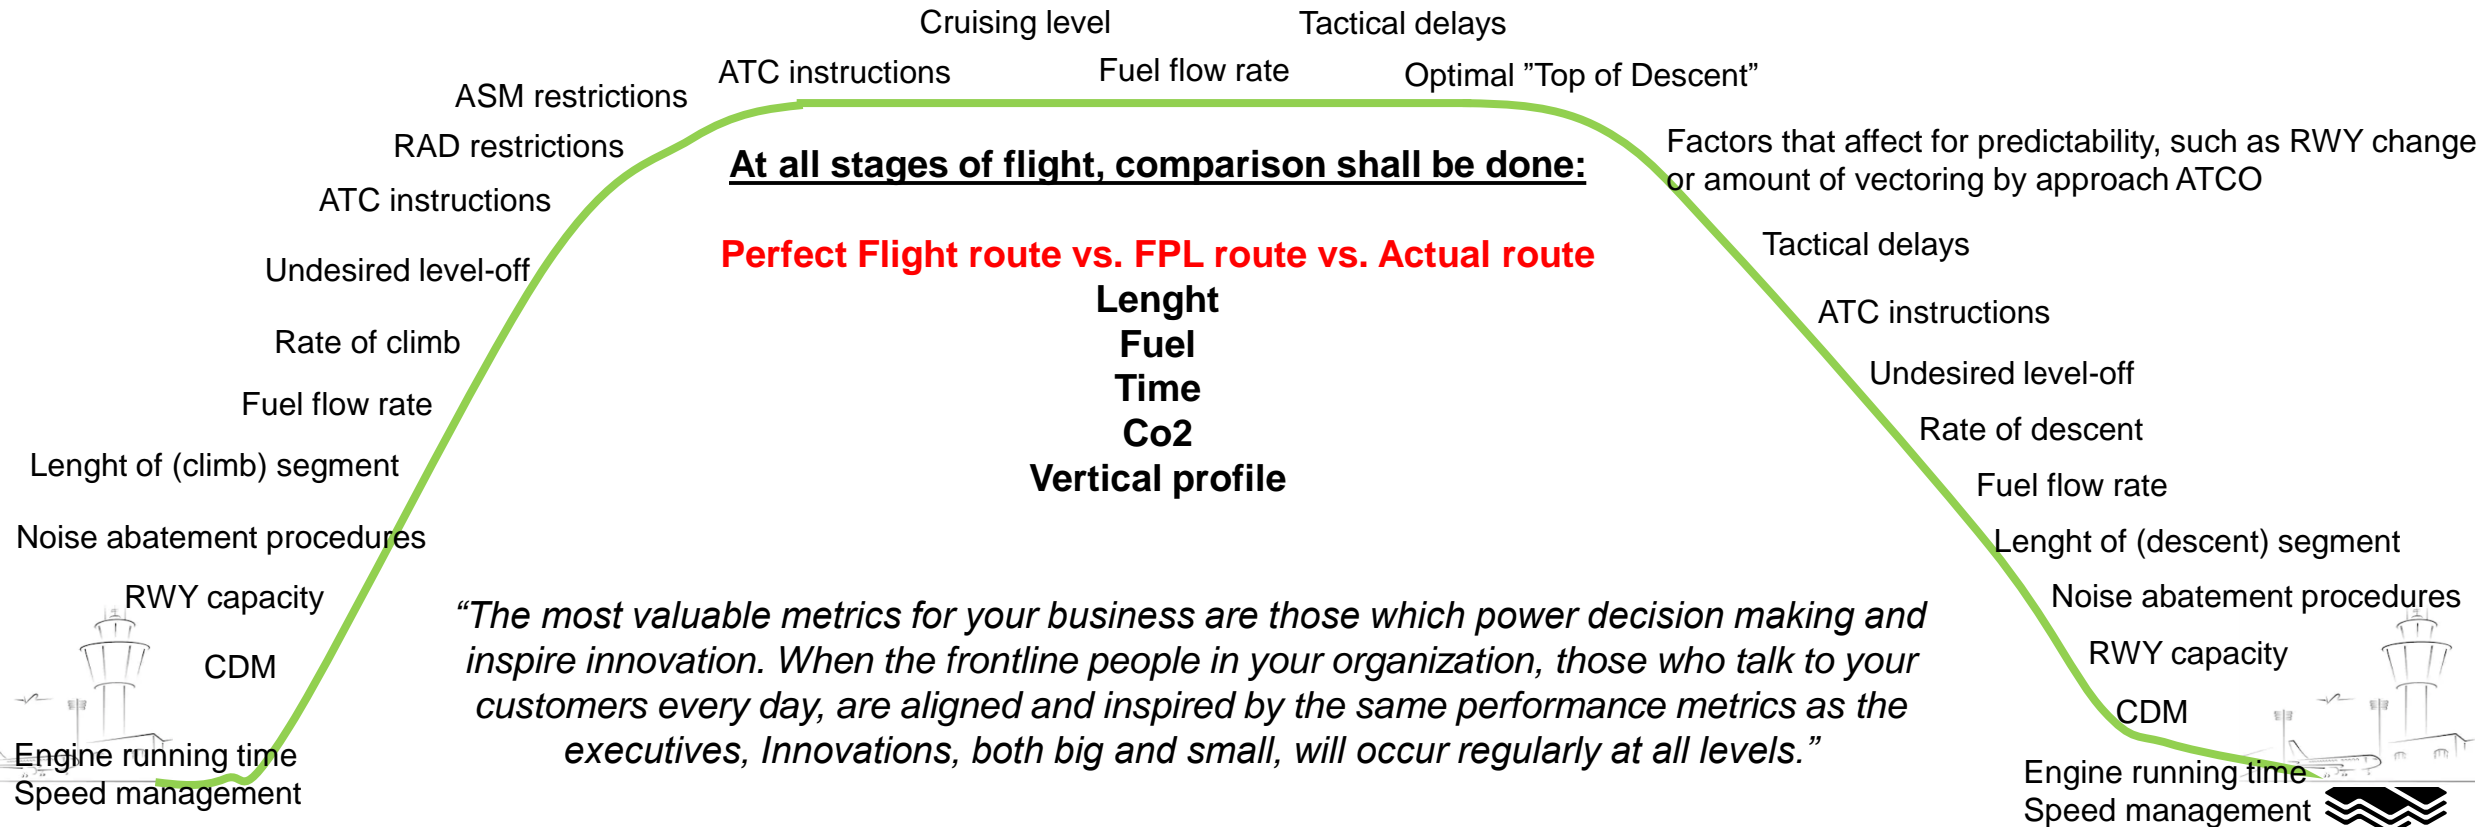 Cruising level
Tactical delays
ATC instructions
Fuel flow rate
Optimal ”Top of Descent”
ASM restrictions
RAD restrictions
ATC instructions
Undesired level-off
Rate of climb
Fuel flow rate
Lenght of (climb) segment
Noise abatement procedures
RWY capacity
CDM
Engine running time
Speed management
At all stages of flight, comparison shall be done:
Perfect Flight route vs. FPL route vs. Actual route
Lenght
Fuel
Time
Co2
Vertical profile
“The most valuable metrics for your business are those which power decision making and
inspire innovation. When the frontline people in your organization, those who talk to your
customers every day, are aligned and inspired by the same performance metrics as the
executives, Innovations, both big and small, will occur regularly at all levels.”
Factors that affect for predictability, such as RWY change
or amount of vectoring by approach ATCO
Tactical delays
ATC instructions
Undesired level-off
Rate of descent
Fuel flow rate
Lenght of (descent) segment
Noise abatement procedures
RWY capacity
CDM
Engine running time
Speed management